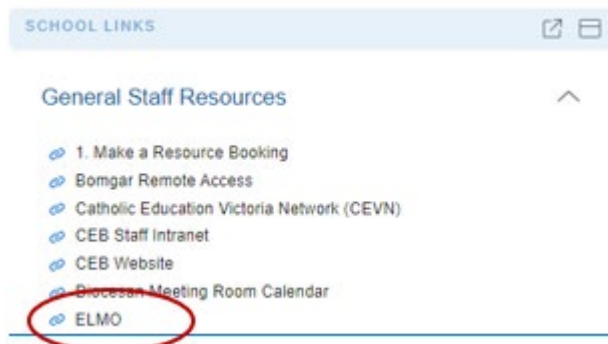 SCHOOL LINKS
General Staff Resources
1. Make a Resource Booking
Bomgar Remote Access
Catholic Education Victoria Network (CEVN)
CEB Staff Intranet
CEB Website
Diocesan Meeting Room Calendar
ELMO